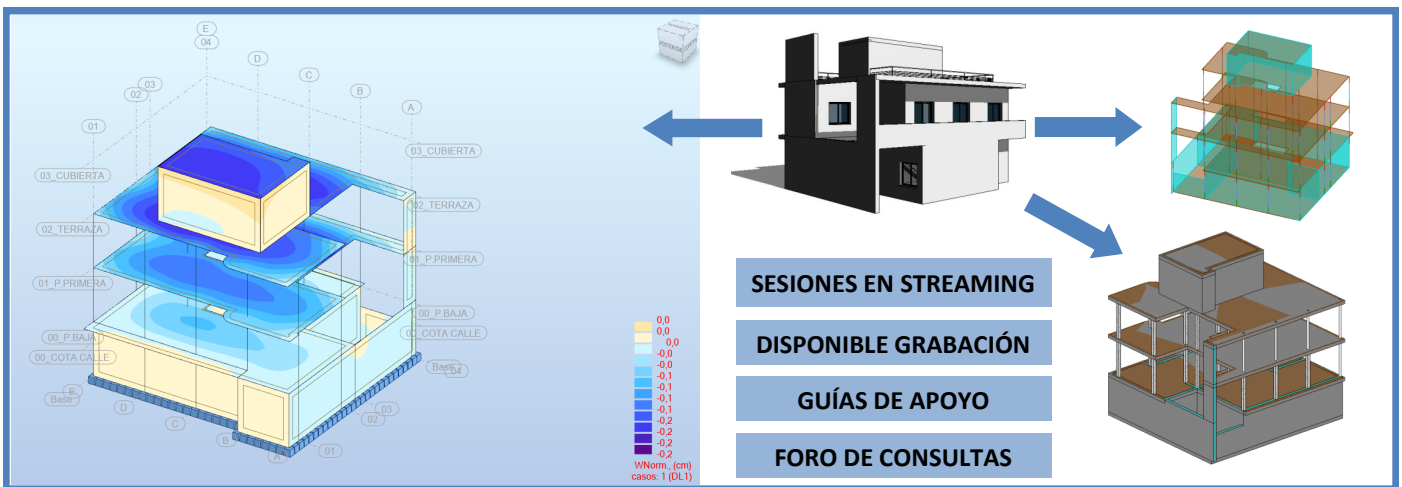 E
04
D
C
03
02
B
A
01
03_CUBIERTA
03_CUBIERTA
02_TERRAZA
02_TERRAZA
01_P.PRIMERA
01_P.PRIMERA
00_P.BAJA
00_COTA CALLE
00_P.BAJA
00_COTA CALLE
Base
04
E
Base
D
03
02
C
B
01
A
0,0
0,0
0,0
-0,0
-0,0
-0,1
-0,1
-0,1
-0,1
-0,2
-0,2
-0,2
WNorm., (cm)
casos: 1 (DL1)
SESIONES EN STREAMING
DISPONIBLE GRABACIÓN
GUÍAS DE APOYO
FORO DE CONSULTAS